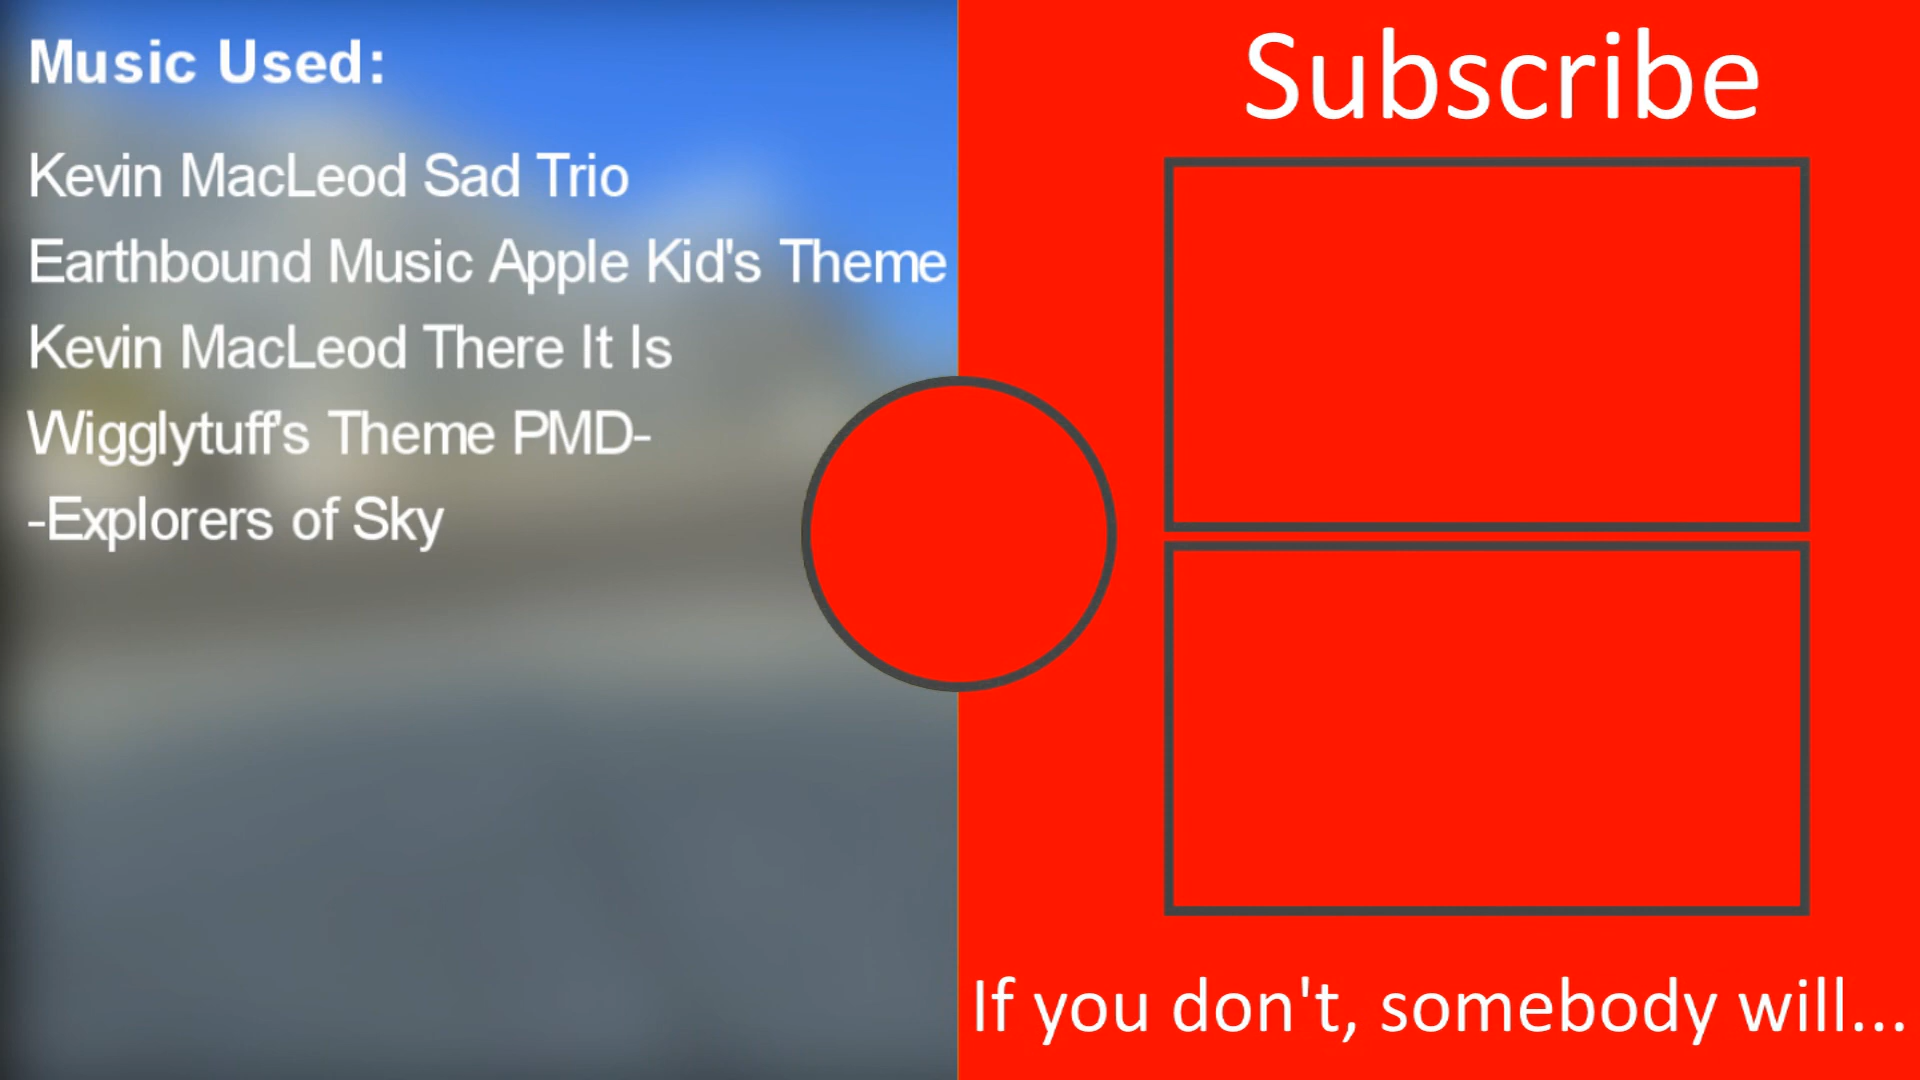 Music Used:
Kevin MacLeod Sad Trio
Earthbound Music Apple Kid's Theme
Kevin MacLeod There It Is
Wigglytuff's Theme PMD-
-Explorers of Sky
Subscribe
If you don't, somebody will...